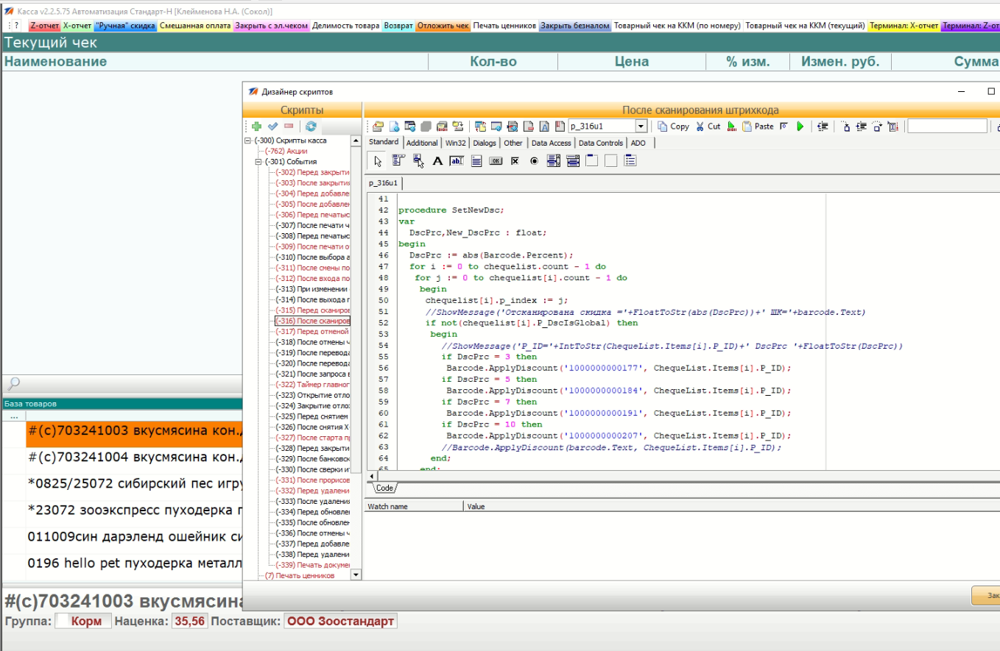 Касса v2.2.5.75 Автоматизация Стандарт-Н [Клейменова Н.А. (Сокол)]
? Z-отчет X-отчет "Ручная" скидка Смешанная оплата Закрыть с эл.чеком Делимость товара Возврат Отложить чек Печать ценников Закрыть безналом Товарный чек на ККМ (по номеру) Товарный чек на ККМ (текущий) Терминал: X-отчет Терминал: Z-от
Текущий чек
Наименование Кол-во Цена % изм. Измен. руб. Сумма
Дизайнер скриптов
Скрипты
После сканирования штрихкода
p_316u1 Copy Cut Paste
Standard Additional Win32 Dialogs Other Data Access Data Controls ADO
p_316u1
(-300) Скрипты касса
(-762) Акции
(-301) События
(-302) Перед закрыти
(-303) После закрытия
(-304) Перед добавле
(-305) После добавлен
(-306) Перед печатью
(-307) После печати ч
(-308) Перед печатью
(-309) После печати о
(-310) После выбора а
(-311) После смены по
(-312) После входа по
(-313) При изменении
(-314) После выхода п
(-315) Перед сканиров
(-316) После сканиров
(-317) Перед отменой
(-318) После отмены ч
(-319) После перевода
(-320) После перевода
(-321) После запроса в
(-322) Таймер главног
(-323) Открытие отло
(-324) Закрытие отло
(-325) Перед снятием
(-326) После снятия X-
(-327) После старта п
(-328) Перед закрыти
(-329) После банковск
(-330) После сверки и
(-331) После прорисов
(-332) Перед удалени
(-333) После удаления
(-334) Перед обновле
(-335) После обновлен
(-336) После отмены ч
(-337) Перед добавле
(-338) Перед удалени
(-339) Печать докуме
(7) Печать ценников
41
42 procedure SetNewDsc;
43 var
44 DscPrc,New_DscPrc : float;
45 begin
46 DscPrc := abs(Barcode.Percent);
47 for i := 0 to chequelist.count - 1 do
48 for j := 0 to chequelist[i].count - 1 do
49 begin
50 chequelist[i].p_index := j;
51 //ShowMessage('Отсканирована скидка ='+FloatToStr(abs(DscPrc))+' ШК='+barcode.Text)
52 if not(chequelist[i].P_DscIsGlobal) then
53 begin
54 //ShowMessage('P_ID='+IntToStr(ChequeList.Items[i].P_ID)+' DscPrc '+FloatToStr(DscPrc))
55 if DscPrc = 3 then
56 Barcode.ApplyDiscount('1000000000177', ChequeList.Items[i].P_ID);
57 if DscPrc = 5 then
58 Barcode.ApplyDiscount('1000000000184', ChequeList.Items[i].P_ID);
59 if DscPrc = 7 then
60 Barcode.ApplyDiscount('1000000000191', ChequeList.Items[i].P_ID);
61 if DscPrc = 10 then
62 Barcode.ApplyDiscount('1000000000207', ChequeList.Items[i].P_ID);
63 //Barcode.ApplyDiscount(barcode.Text, ChequeList.Items[i].P_ID);
64 end;
65 end;
Code
Watch name Value
Зак
База товаров
...
#(c)703241003 вкусмясина кон.
#(c)703241004 вкусмясина кон.
*0825/25072 сибирский пес игру
*23072 зооэкспресс пуходерка п
011009син дарэленд ошейник си
0196 hello pet пуходерка металл
#(c)703241003 вкусмясина
Группа: Корм Наценка: 35,56 Поставщик: ООО Зоостандарт